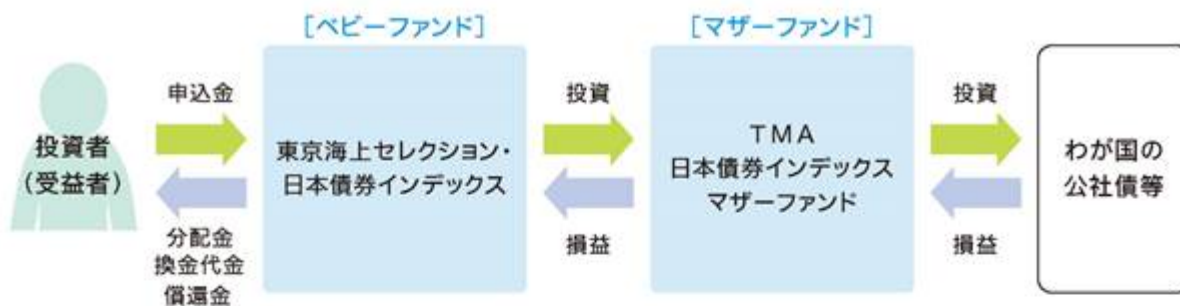 [ベビーファンド]
[マザーファンド]
投資者
(受益者)
申込金
分配金
換金代金
償還金
東京海上セレクション・
日本債券インデックス
投資
損益
TMA
日本債券インデックス
マザーファンド
投資
損益
わが国の
公社債等